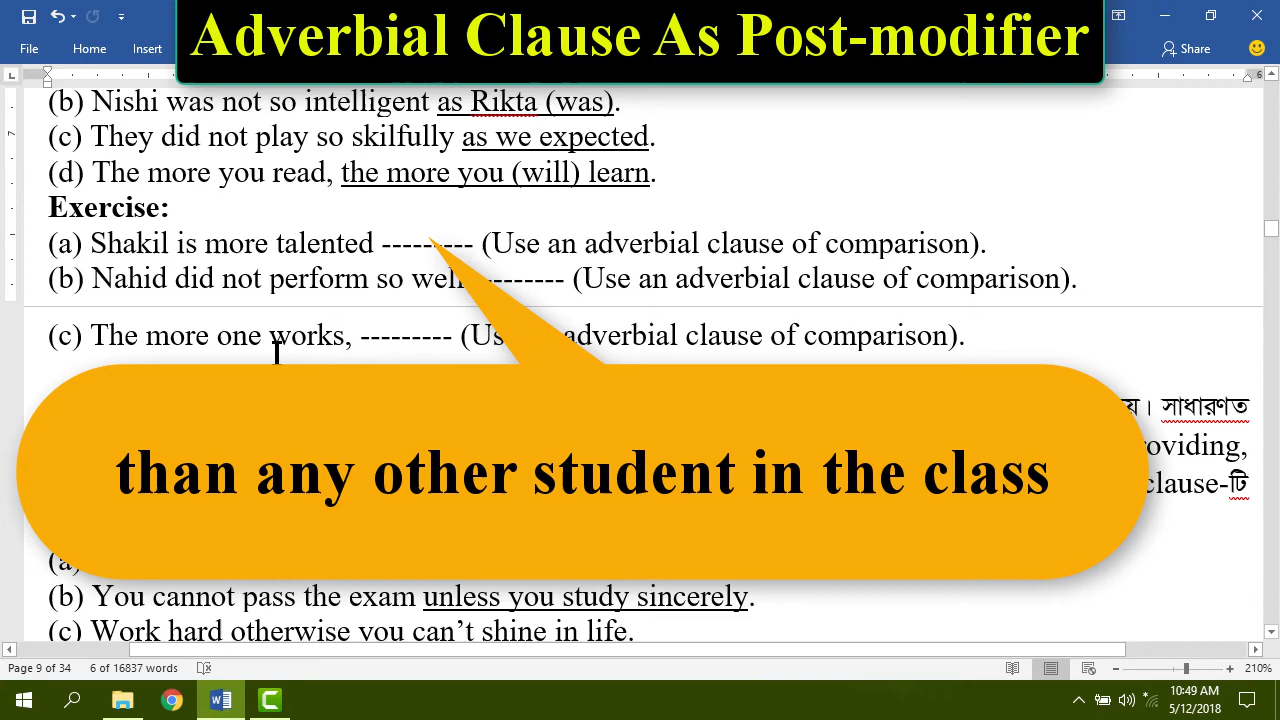 Adverbial Clause As Post-modifier
File Home Insert Share
6
7
(b) Nishi was not so intelligent as Rikta (was).
(c) They did not play so skilfully as we expected.
(d) The more you read, the more you (will) learn.
Exercise:
(a) Shakil is more talented --------- (Use an adverbial clause of comparison).
(b) Nahid did not perform so well --------- (Use an adverbial clause of comparison).
(c) The more one works, --------- (Use adverbial clause of comparison).
সাধারণত
than any other student in the class
clause-টি
(b) You cannot pass the exam unless you study sincerely.
(c) Work hard otherwise you can't shine in life.
Page 9 of 34 6 of 16837 words 210%
10:49 AM
5/12/2018